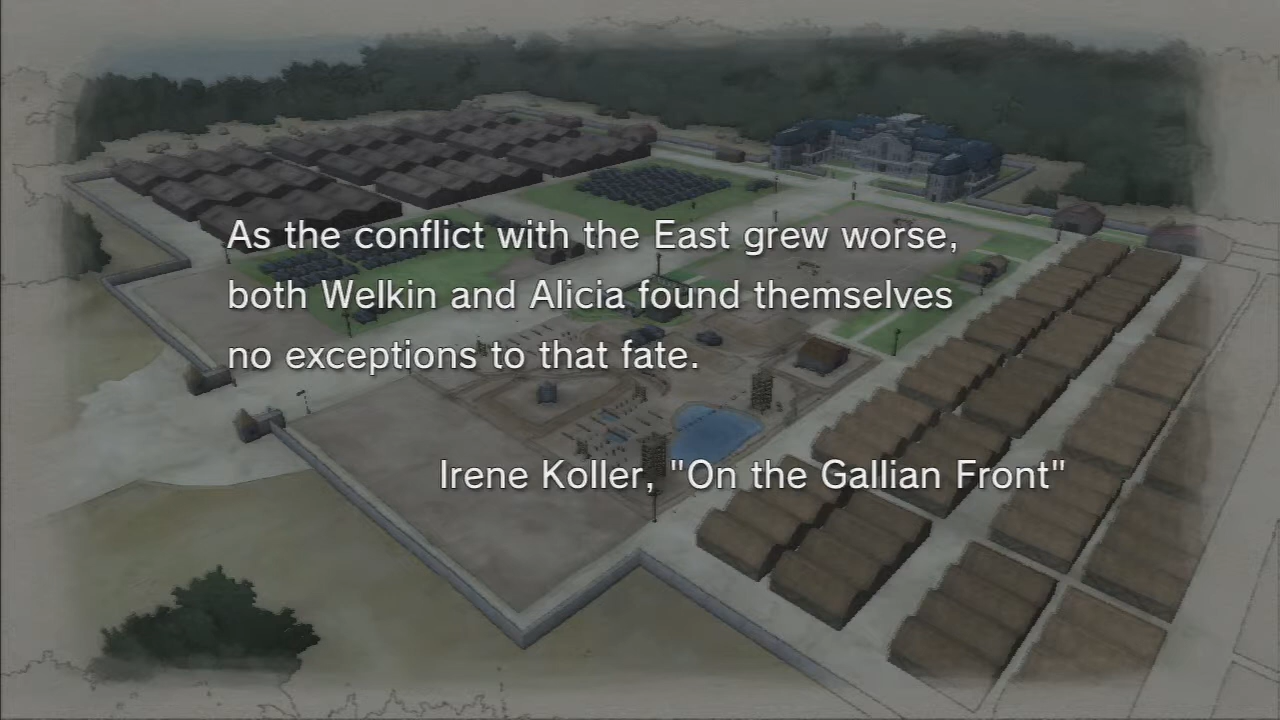 As the conflict with the East grew worse,
both Welkin and Alicia found themselves
no exceptions to that fate.
Irene Koller, "On the Gallian Front"